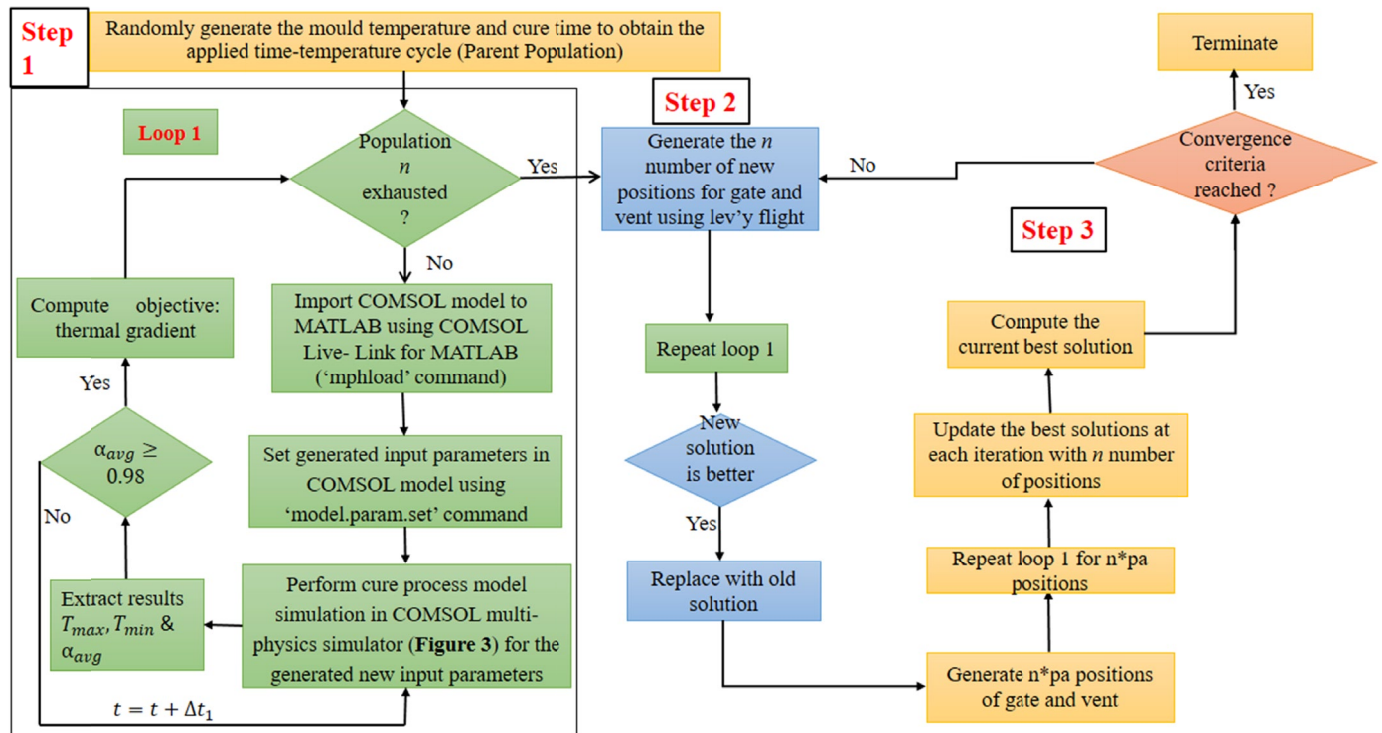 Step
1
Randomly generate the mould temperature and cure time to obtain the
applied time-temperature cycle (Parent Population)
Loop 1
Population
n
exhausted
?
Yes
No
Import COMSOL model to
MATLAB using COMSOL
Live- Link for MATLAB
(‘mphload’ command)
Set generated input parameters in
COMSOL model using
‘model.param.set’ command
Perform cure process model
simulation in COMSOL multi-
physics simulator (Figure 3) for the
generated new input parameters
Extract results
T_max, T_min &
α_avg
α_avg ≥
0.98
Yes
No
t = t + Δt₁
Compute objective:
thermal gradient
Step 2
Generate the n
number of new
positions for gate and
vent using lev’y flight
Repeat loop 1
New
solution
is better
Yes
Replace with old
solution
Step 3
Generate n*pa positions
of gate and vent
Repeat loop 1 for n*pa
positions
Update the best solutions at
each iteration with n number
of positions
Compute the
current best solution
Convergence
criteria
reached ?
No
Yes
Terminate